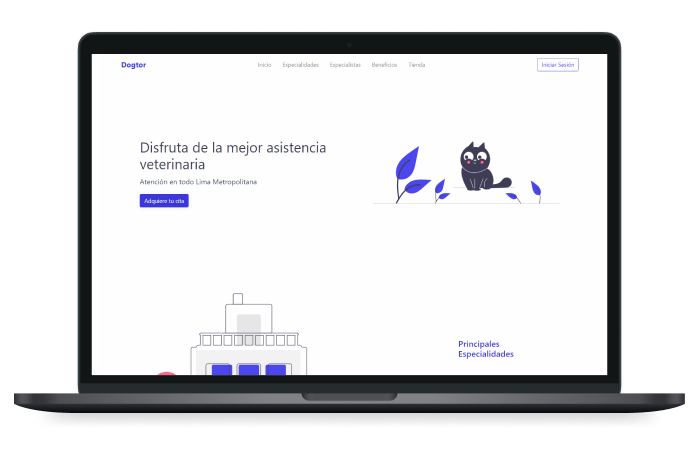 Dogtor
Inicio
Especialidades
Especialistas
Beneficios
Tienda
Iniciar Sesión
Disfruta de la mejor asistencia
veterinaria
Atención en todo Lima Metropolitana
Adquiere tu cita
Principales
Especialidades